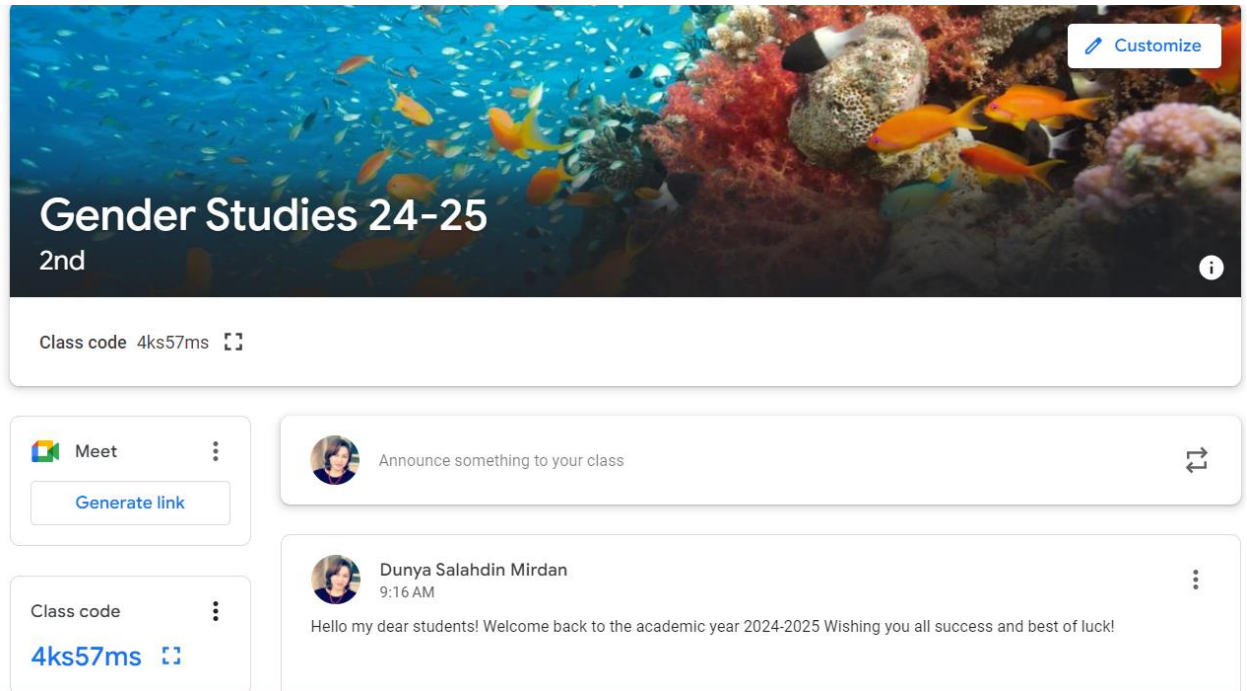 Customize
Gender Studies 24-25
2nd
Class code 4ks57ms
Meet
Generate link
Announce something to your class
Dunya Salahdin Mirdan
9:16 AM
Hello my dear students! Welcome back to the academic year 2024-2025 Wishing you all success and best of luck!
Class code
4ks57ms